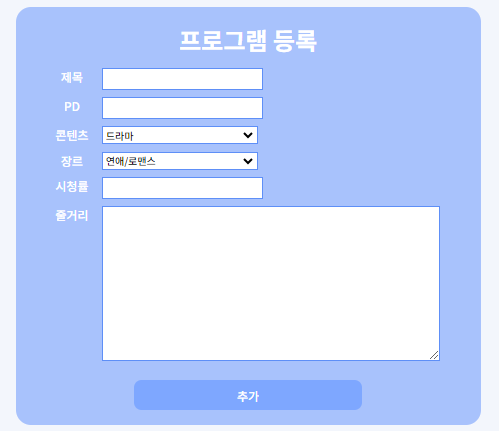 프로그램 등록
제목
PD
콘텐츠 드라마
장르 연애/로맨스
시청률
줄거리
추가